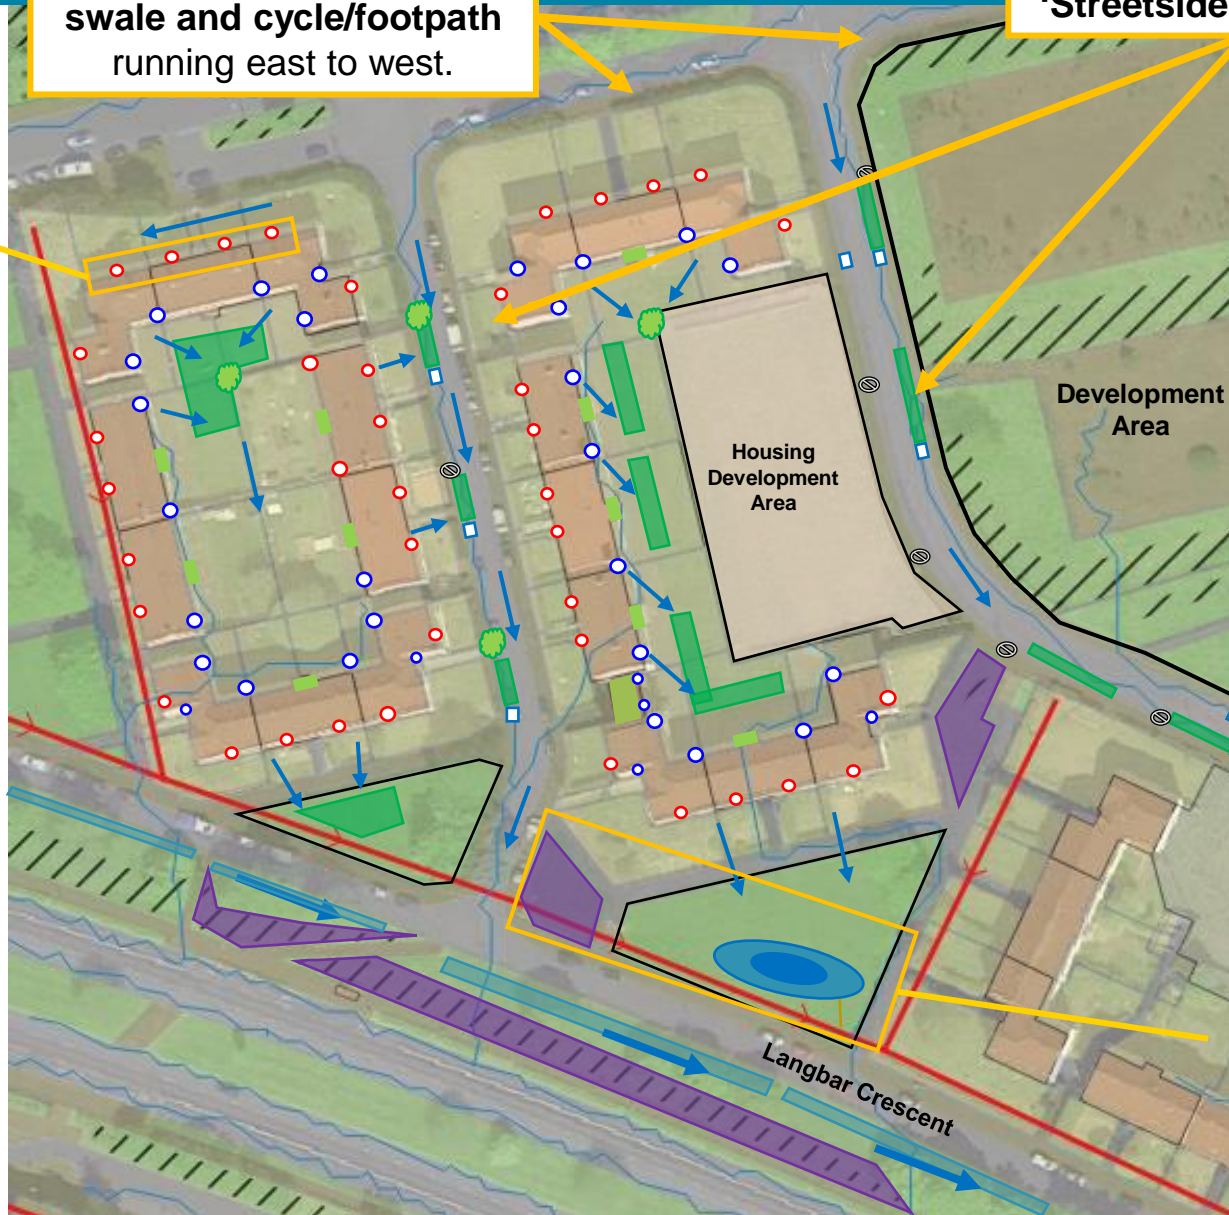 swale and cycle/footpath
running east to west.
'Streetside
Development
Area
Housing
Development
Area
Langbar Crescent